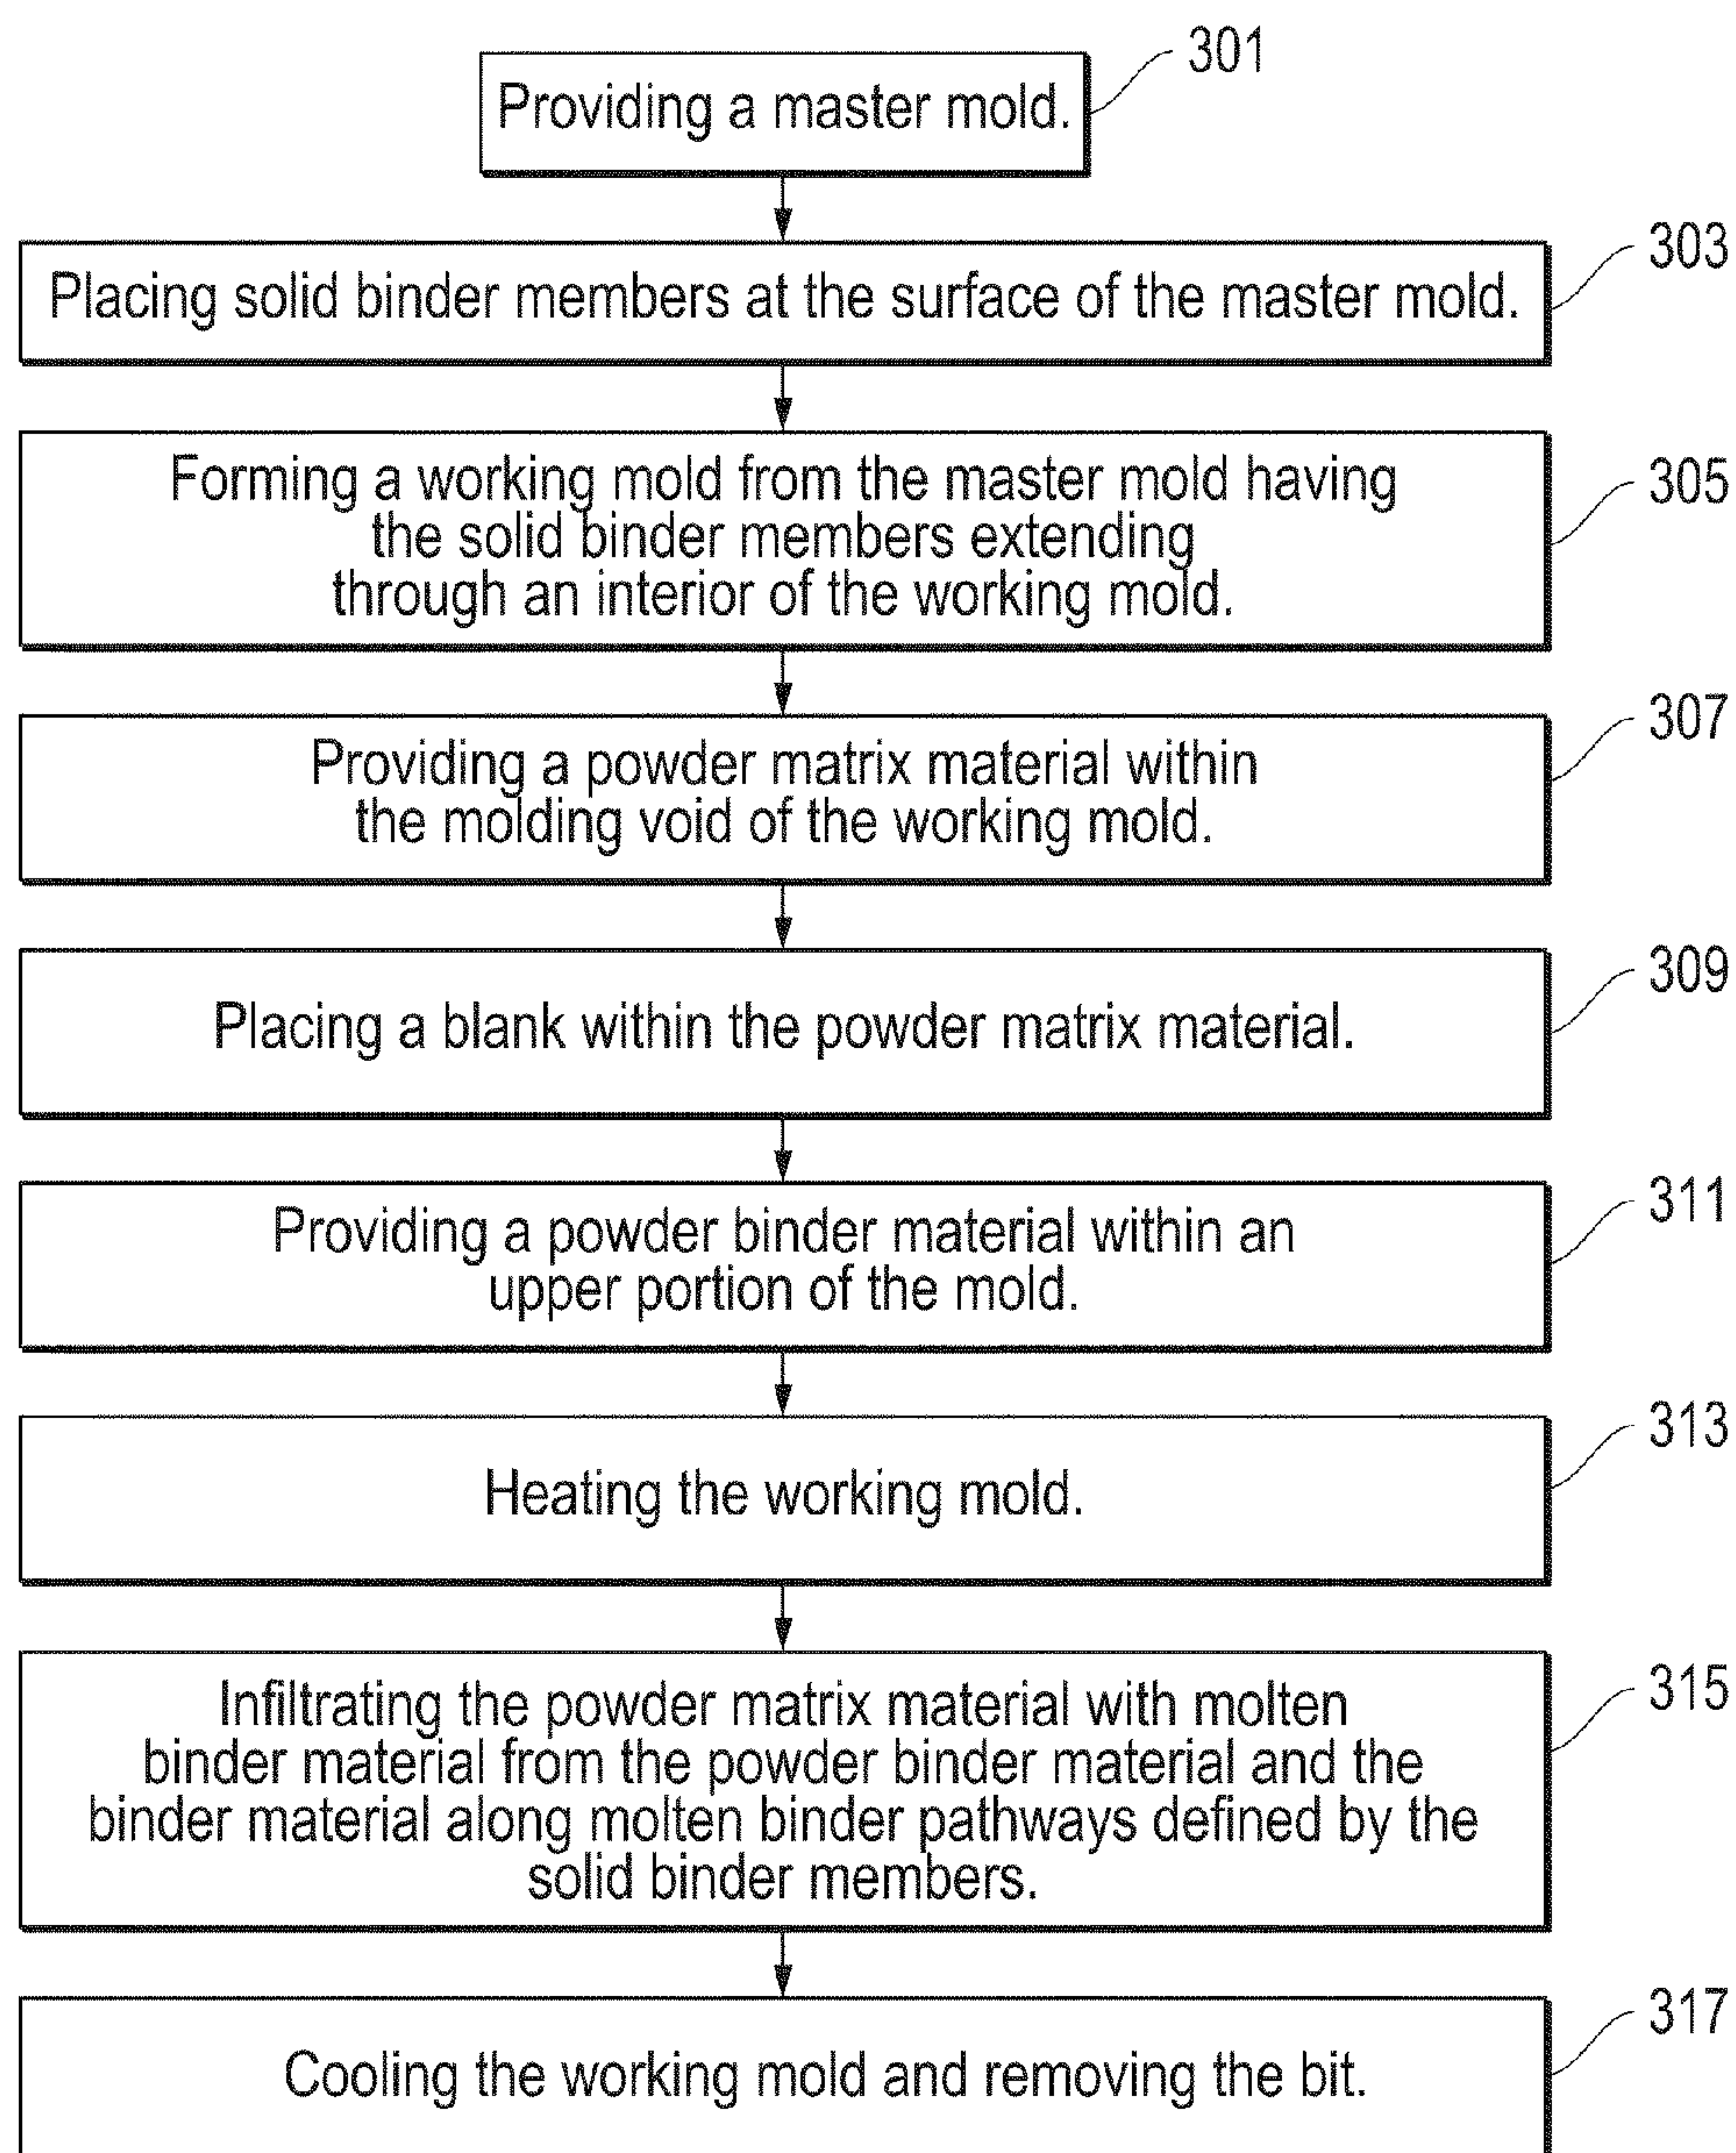 301
Providing a master mold.
303
Placing solid binder members at the surface of the master mold.
305
Forming a working mold from the master mold having
the solid binder members extending
through an interior of the working mold.
307
Providing a powder matrix material within
the molding void of the working mold.
309
Placing a blank within the powder matrix material.
311
Providing a powder binder material within an
upper portion of the mold.
313
Heating the working mold.
315
Infiltrating the powder matrix material with molten
binder material from the powder binder material and the
binder material along molten binder pathways defined by the
solid binder members.
317
Cooling the working mold and removing the bit.